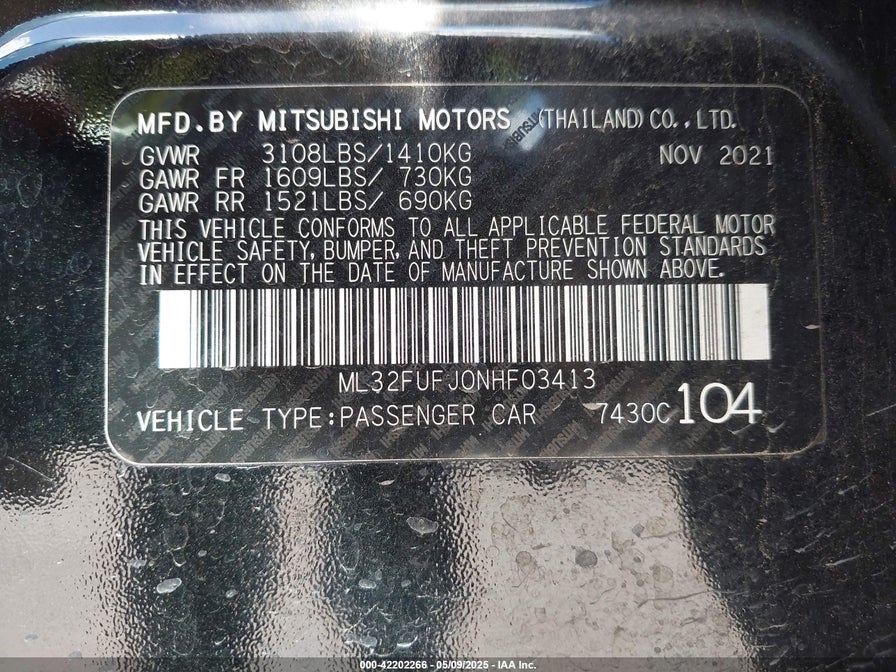 MFD.BY MITSUBISHI MOTORS (THAILAND) CO.,LTD.
GVWR 3108LBS/1410KG NOV 2021
GAWR FR 1609LBS/ 730KG
GAWR RR 1521LBS/ 690KG
THIS VEHICLE CONFORMS TO ALL APPLICABLE FEDERAL MOTOR
VEHICLE SAFETY, BUMPER, AND THEFT PREVENTION STANDARDS
IN EFFECT ON THE DATE OF MANUFACTURE SHOWN ABOVE.
ML32FUFJ0NHF03413
VEHICLE TYPE:PASSENGER CAR 7430C 104
000-42202266 - 05/09/2025 - IAA Inc.